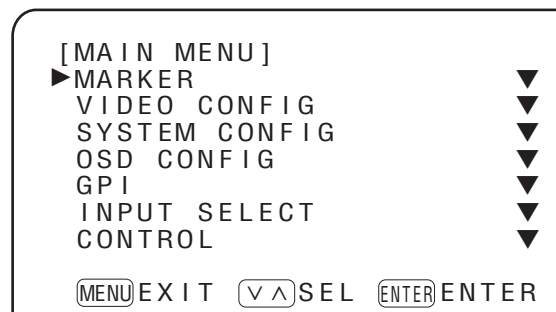 [MAIN MENU]
▶MARKER ▼
VIDEO CONFIG ▼
SYSTEM CONFIG ▼
OSD CONFIG ▼
GPI ▼
INPUT SELECT ▼
CONTROL ▼
MENU EXIT ∨∧ SEL ENTER ENTER